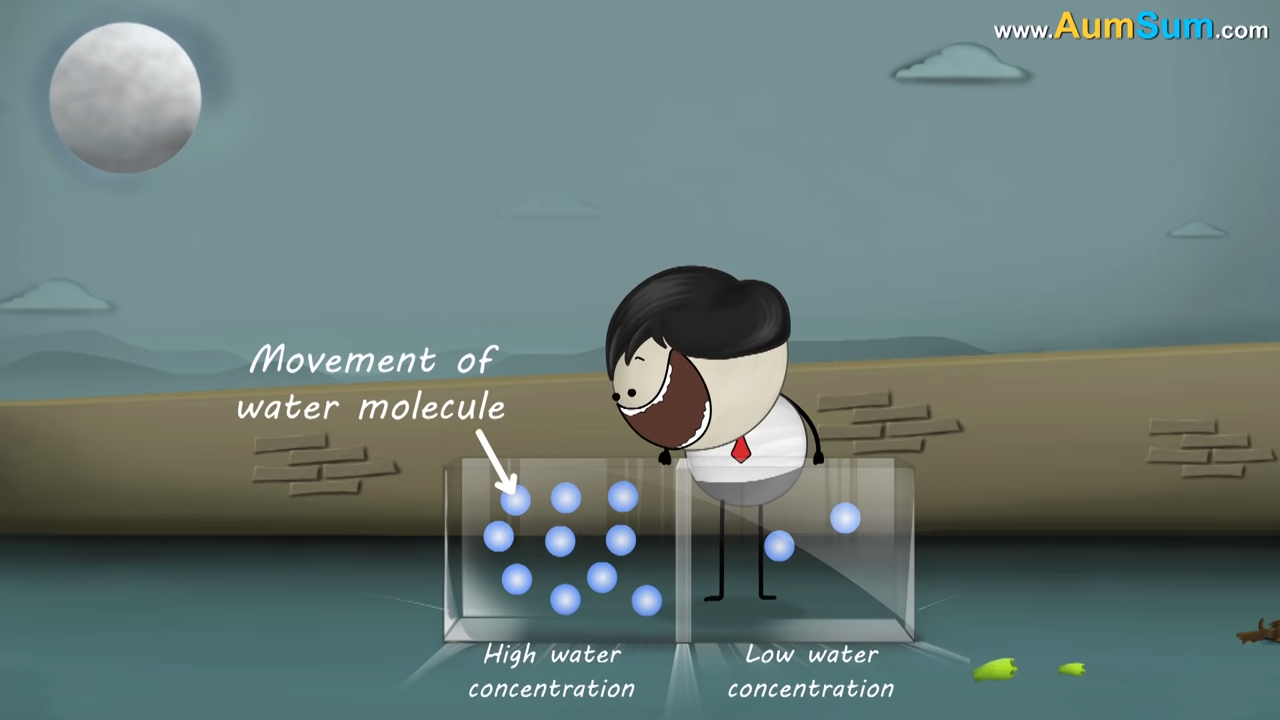 www.AumSum.com
Movement of
water molecule
High water
concentration
Low water
concentration